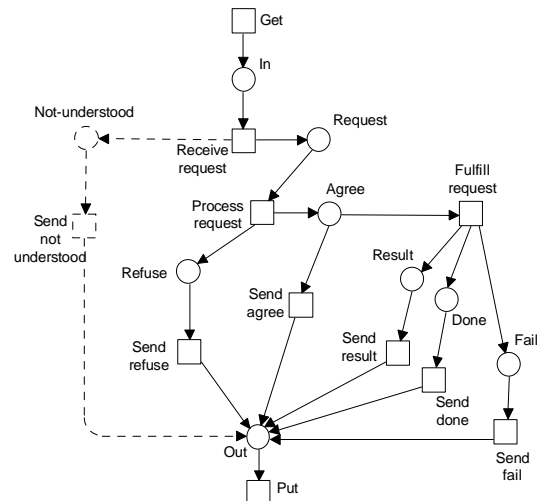 Get
In
Not-understood
Request
Receive
request
Fulfill
request
Process
request
Agree
Send
not
understood
Refuse
Result
Send
agree
Done
Send
refuse
Send
result
Fail
Send
done
Out
Send
fail
Put